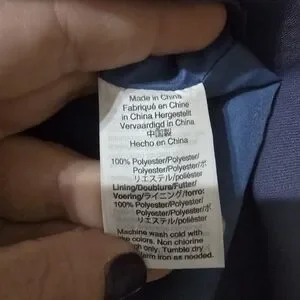 Made in China
Fabriqué en Chine
in China Hergestellt
Vervaardigd in China
中国製
Hecho en China
100% Polyester/Polyester/
Polyester/Polyester/ポ
リエステル/poliéster
Lining/Doublure/Futter/
Voering/ライニング/forro:
100% Polyester/Polyester/
Polyester/Polyester/ポ
リエステル/poliéster
Machine wash cold with
like colors. Non chlorine
only. Tumble dry
warm iron as needed.